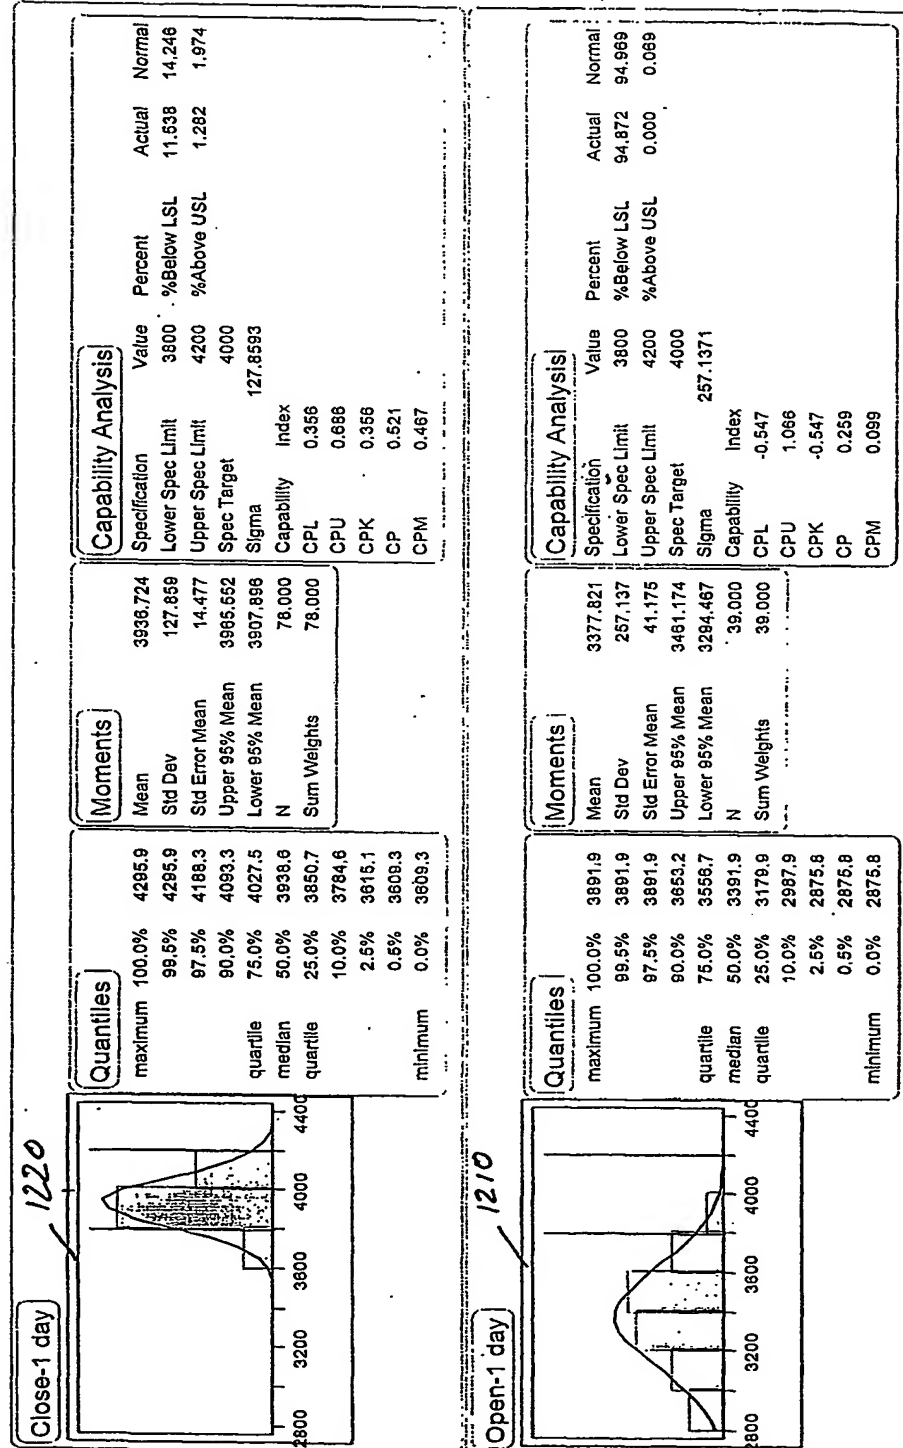 Close-1 day
1220
2800 3200 3600 4000 4400
Quantiles
maximum 100.0% 4295.9
99.5% 4295.9
97.5% 4188.3
90.0% 4093.3
quartile 75.0% 4027.5
median 50.0% 3938.6
quartile 25.0% 3850.7
10.0% 3784.6
2.5% 3615.1
0.5% 3609.3
minimum 0.0% 3609.3
Moments
Mean 3936.724
Std Dev 127.859
Std Error Mean 14.477
Upper 95% Mean 3965.552
Lower 95% Mean 3907.896
N 78.000
Sum Weights 78.000
Capability Analysis
Specification Value Percent Actual Normal
Lower Spec Limit 3800 %Below LSL 11.538 14.246
Upper Spec Limit 4200 %Above USL 1.282 1.974
Spec Target 4000
Sigma 127.8593
Capability Index
CPL 0.356
CPU 0.686
CPK 0.356
CP 0.521
CPM 0.467
Open-1 day
1210
2800 3200 3600 4000 4400
Quantiles
maximum 100.0% 3891.9
99.5% 3891.9
97.5% 3891.9
90.0% 3653.2
quartile 75.0% 3556.7
median 50.0% 3391.9
quartile 25.0% 3179.9
10.0% 2987.9
2.5% 2875.8
0.5% 2875.8
minimum 0.0% 2875.8
Moments
Mean 3377.821
Std Dev 257.137
Std Error Mean 41.175
Upper 95% Mean 3461.174
Lower 95% Mean 3294.467
N 39.000
Sum Weights 39.000
Capability Analysis
Specification Value Percent Actual Normal
Lower Spec Limit 3800 %Below LSL 94.872 94.969
Upper Spec Limit 4200 %Above USL 0.000 0.069
Spec Target 4000
Sigma 257.1371
Capability Index
CPL -0.547
CPU 1.066
CPK -0.547
CP 0.259
CPM 0.099